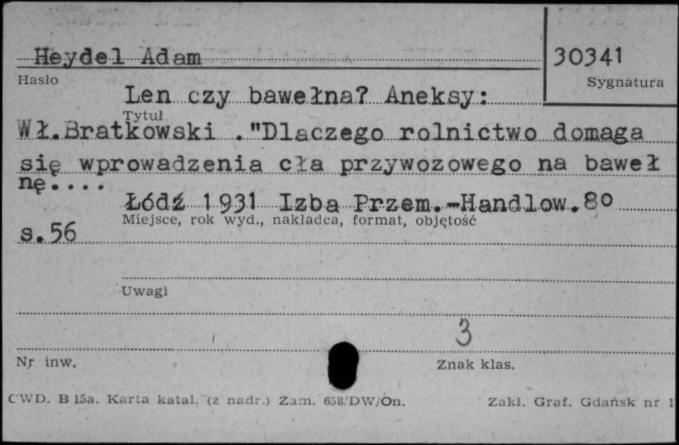 Heydel Adam
30341
Hasło
Sygnatura
Len czy bawełna? Aneksy:
Tytuł
Wł.Bratkowski ."Dlaczego rolnictwo domaga
się wprowadzenia cła przywozowego na baweł
nę....
Łódź 1931 Izba Przem.-Handlow.8o
Miejsce, rok wyd., nakładca, format, objętość
s.56
Uwagi
3
Nr inw.
Znak klas.
CWD. B 15a. Karta katal. (z nadr.) Zam. 658/DW/On.
Zakł. Graf. Gdańsk nr 1